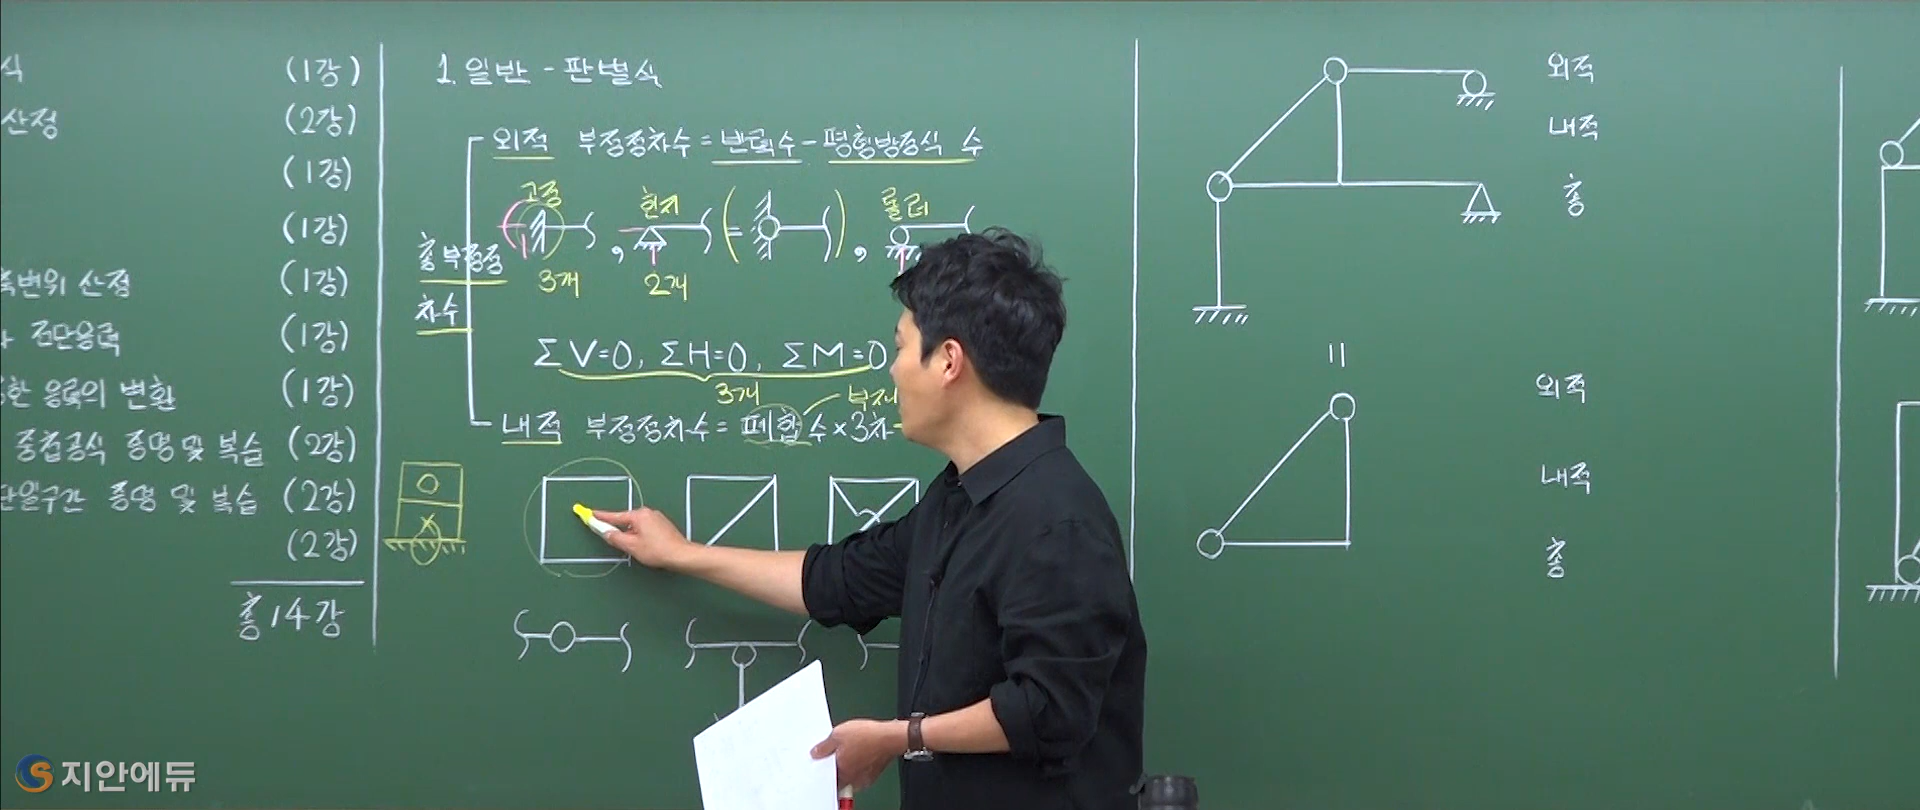 식 (1강)
산정 (2강)
(1강)
(1강)
변위 산정 (1강)
전단응력 (1강)
한 응력의 변환 (1강)
중첩공식 증명 및 복습 (2강)
단일구간 증명 및 복습 (2강)
(2강)
총 14강
1. 일반 - 판별식
외적 부정정차수 = 반력수 - 평형방정식 수
고정 힌지 롤러
( = ) ,
3개 2개
총부정정
차수
ΣV=0, ΣH=0, ΣM=0
3개 부재
내적 부정정차수 = 폐합수×3차
O
X
외적
내적
총
=
외적
내적
총
지안에듀